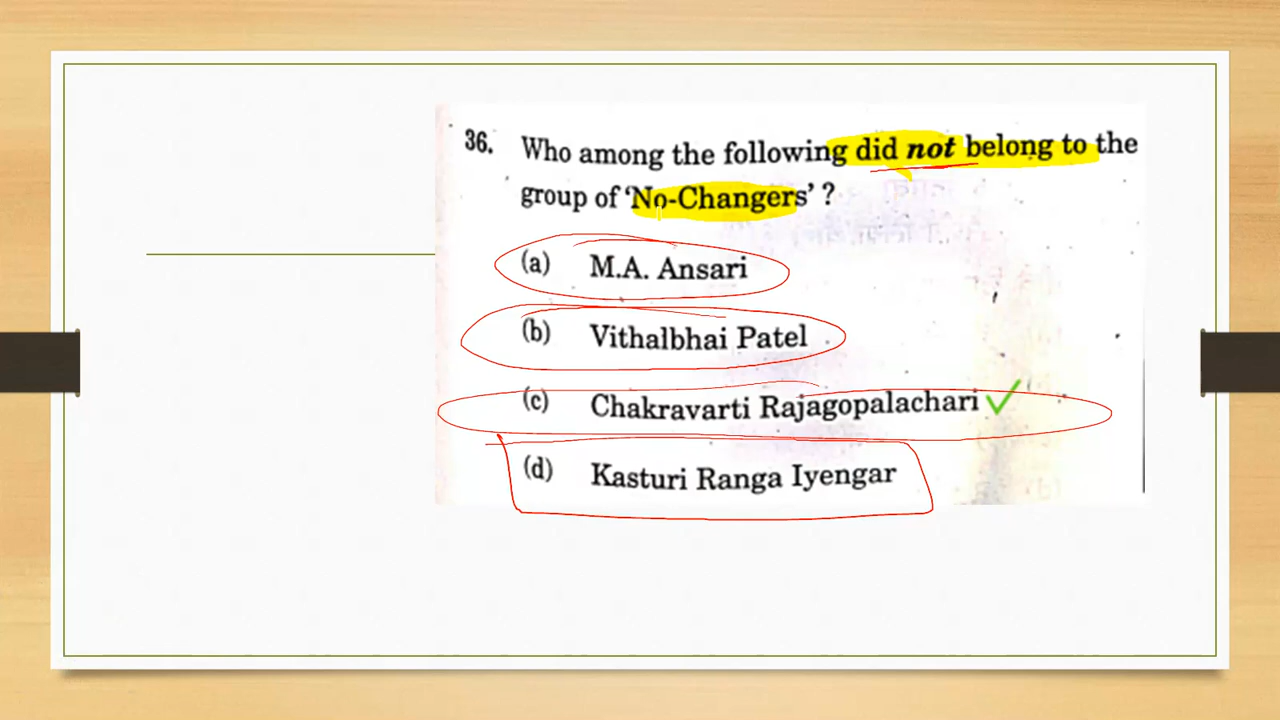 36. Who among the following did not belong to the
group of 'No-Changers' ?
(a) M.A. Ansari
(b) Vithalbhai Patel
(c) Chakravarti Rajagopalachari
(d) Kasturi Ranga Iyengar